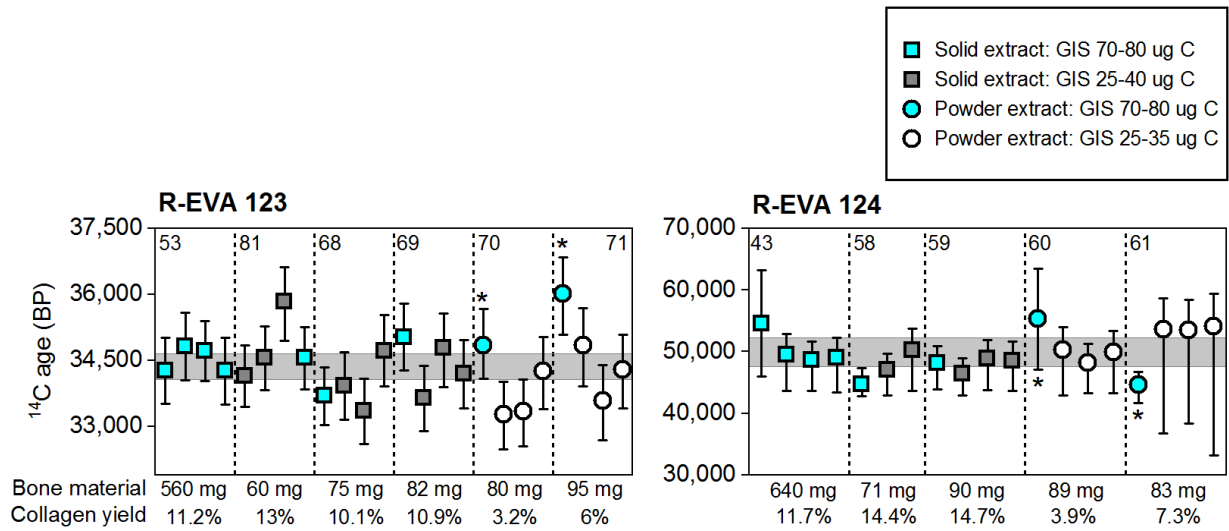 Solid extract: GIS 70-80 ug C
Solid extract: GIS 25-40 ug C
Powder extract: GIS 70-80 ug C
Powder extract: GIS 25-35 ug C
R-EVA 123
R-EVA 124
¹⁴C age (BP)
37,500
36,000
34,500
33,000
53 81 68 69 70 * 71
*
70,000
60,000
50,000
40,000
30,000
43 58 59 60 61
*
*
Bone material 560 mg 60 mg 75 mg 82 mg 80 mg 95 mg 640 mg 71 mg 90 mg 89 mg 83 mg
Collagen yield 11.2% 13% 10.1% 10.9% 3.2% 6% 11.7% 14.4% 14.7% 3.9% 7.3%